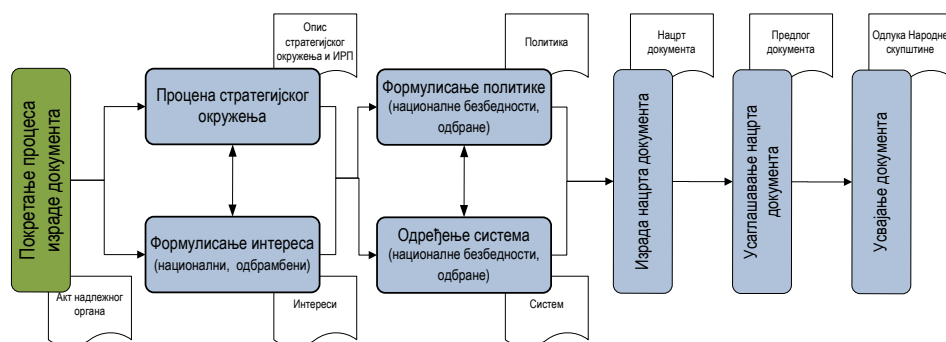 Опис
стратегијског
окружења и ИРП
Политика
Нацрт
документа
Предлог
документа
Одлука Народне
скупштине
Покретање процеса
израде документа
Процена стратегијског
окружења
Формулисање политике
(националне безбедности,
одбране)
Израда нацрта документа
Усаглашавање нацрта
документа
Усвајање документа
Формулисање интереса
(национални, одбрамбени)
Одређење система
(националне безбедности,
одбране)
Акт надлежног
органа
Интереси
Систем